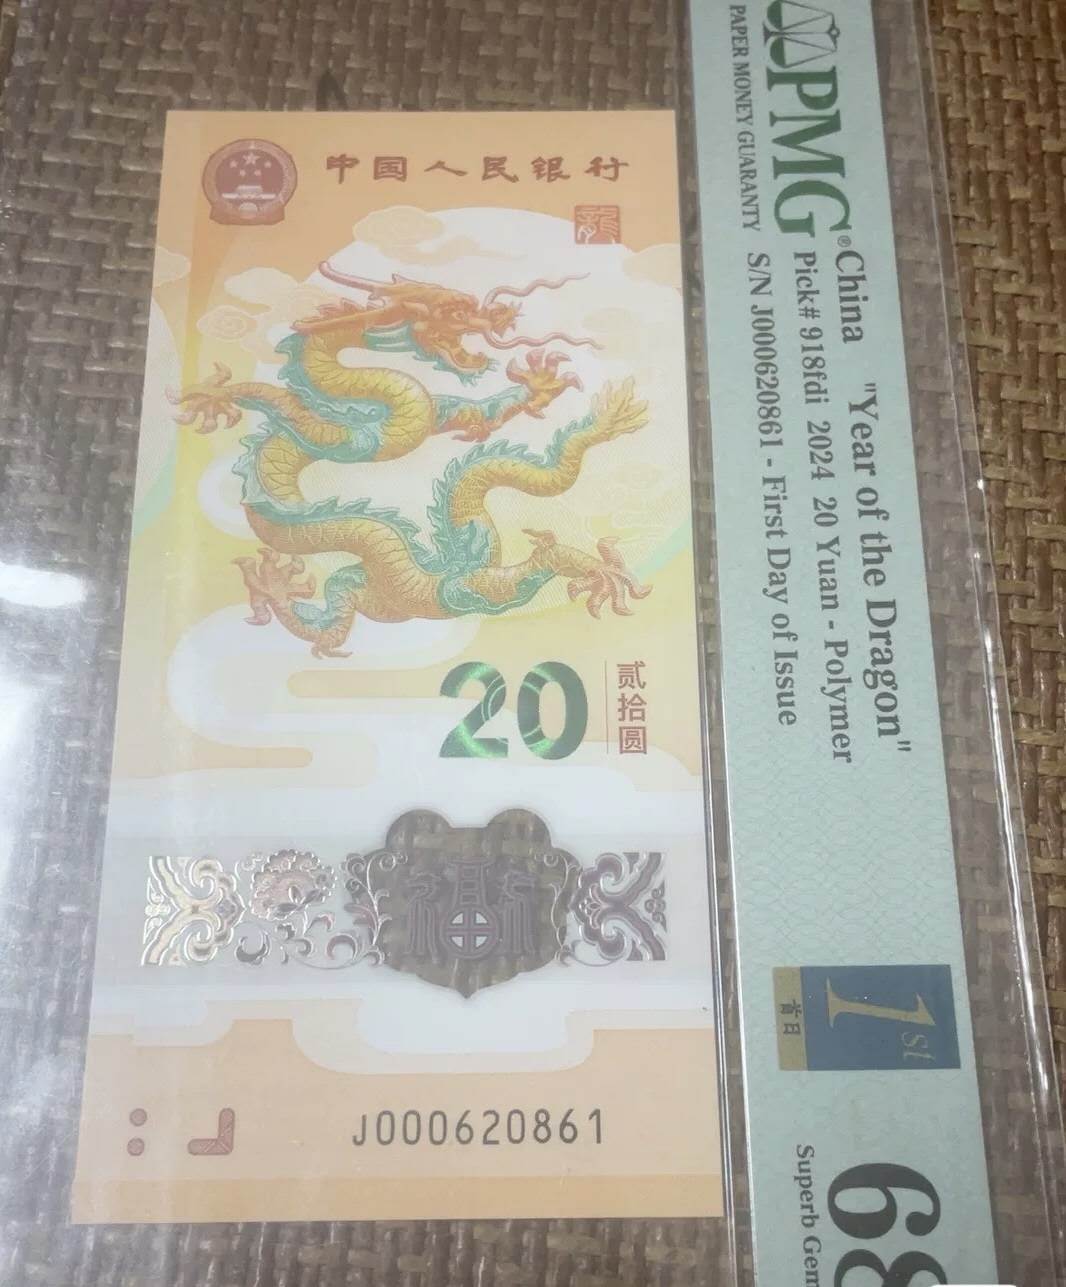 中国人民银行
龍
20
贰拾圆
J000620861
PMG®
PAPER MONEY GUARANTY
China "Year of the Dragon"
Pick# 918fdi 2024 20 Yuan - Polymer
S/N J000620861 - First Day of Issue
1st
首日
68
Superb Gem